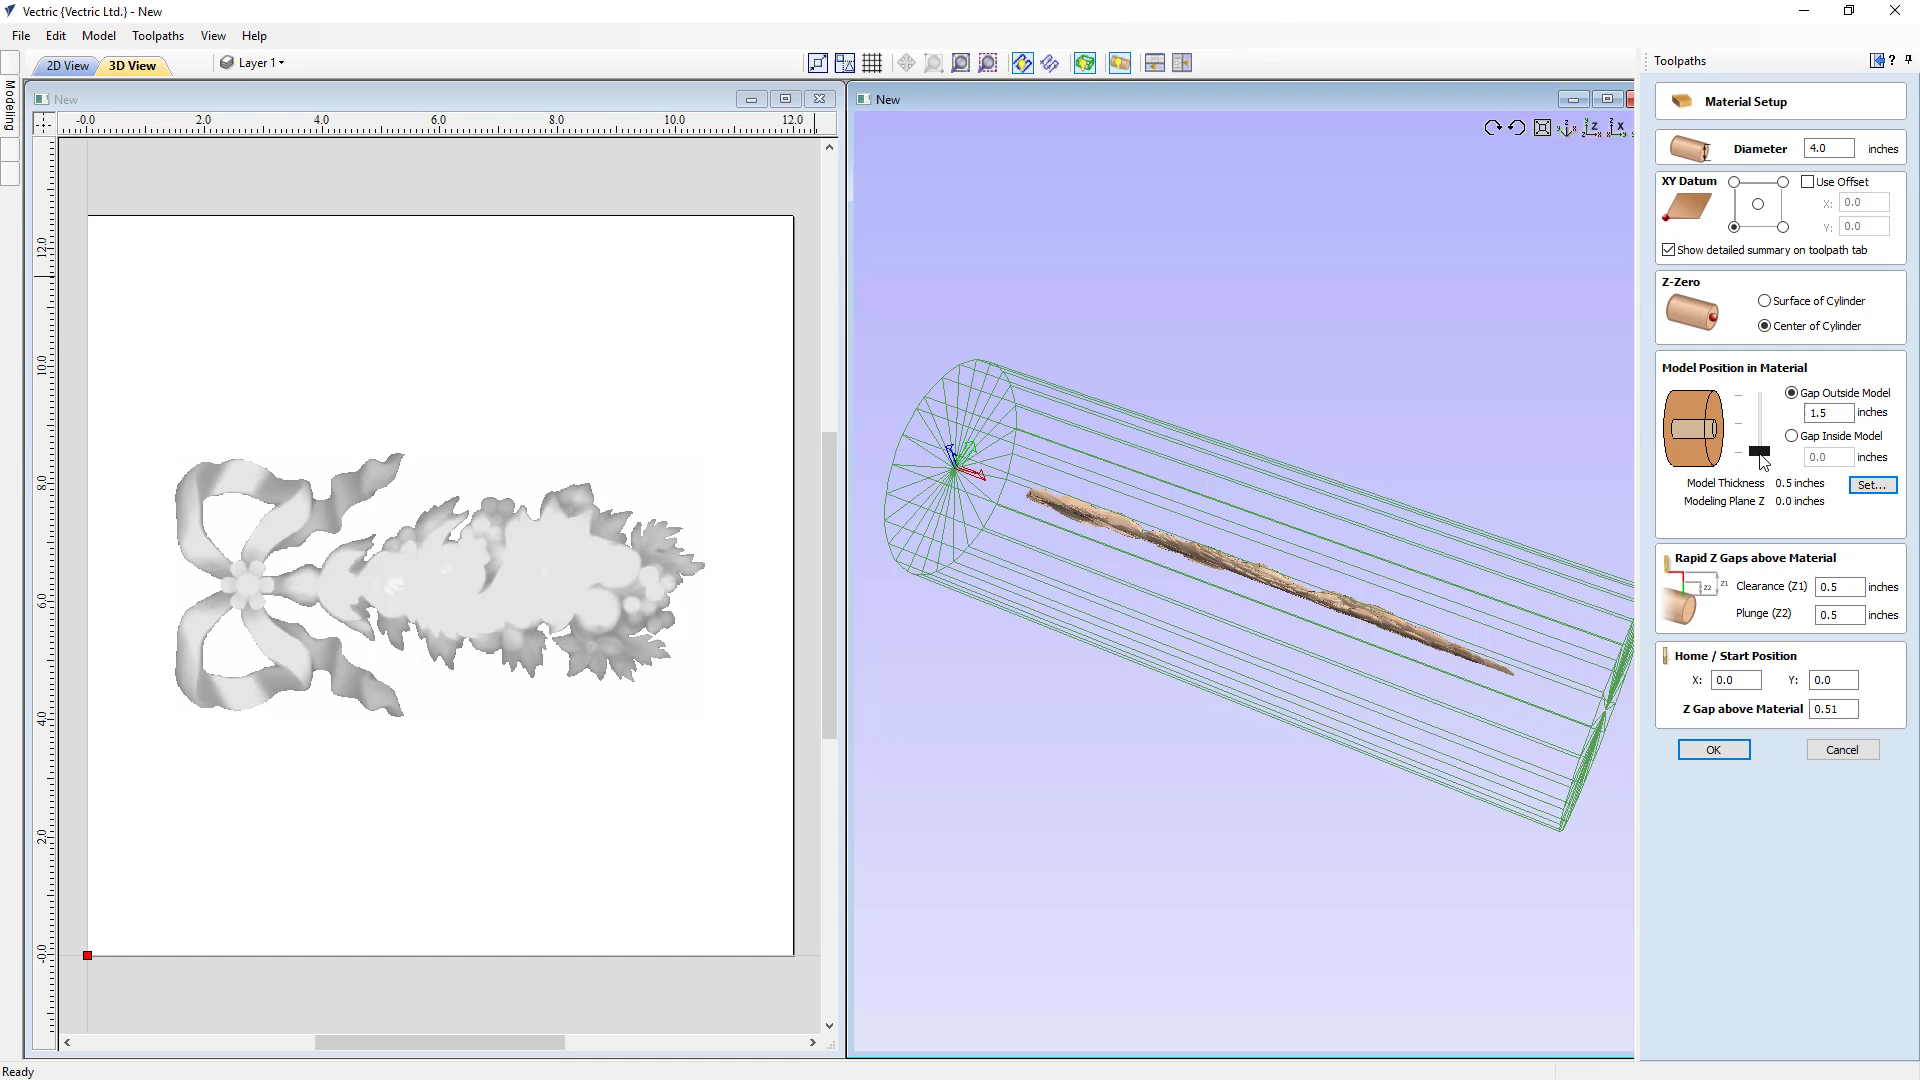 Vectric {Vectric Ltd.} - New
File Edit Model Toolpaths View Help
2D View 3D View Layer 1
Modeling
New
-0.0 2.0 4.0 6.0 8.0 10.0 12.0
12.0
10.0
8.0
6.0
4.0
2.0
-0.0
New
Toolpaths
?
Material Setup
Diameter 4.0 inches
XY Datum Use Offset
X: 0.0
Y: 0.0
Show detailed summary on toolpath tab
Z-Zero
Surface of Cylinder
Center of Cylinder
Model Position in Material
Gap Outside Model
1.5 inches
Gap Inside Model
0.0 inches
Model Thickness 0.5 inches Set...
Modeling Plane Z 0.0 inches
Rapid Z Gaps above Material
Z1
Z2
Clearance (Z1) 0.5 inches
Plunge (Z2) 0.5 inches
Home / Start Position
X: 0.0 Y: 0.0
Z Gap above Material 0.51
OK Cancel
Ready